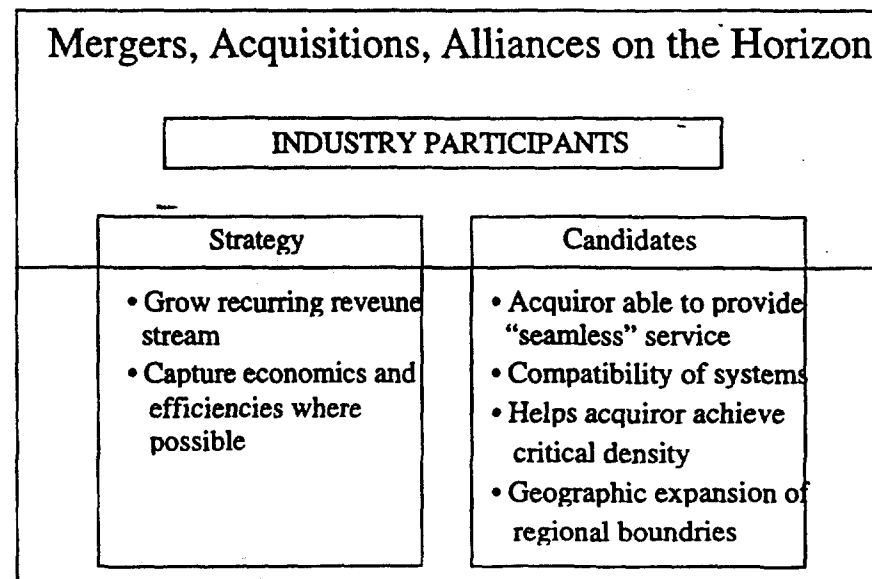 Mergers, Acquisitions, Alliances on the Horizon
INDUSTRY PARTICIPANTS
Strategy
• Grow recurring reveune
stream
• Capture economics and
efficiencies where
possible
Candidates
• Acquiror able to provide
“seamless” service
• Compatibility of systems
• Helps acquiror achieve
critical density
• Geographic expansion of
regional boundries